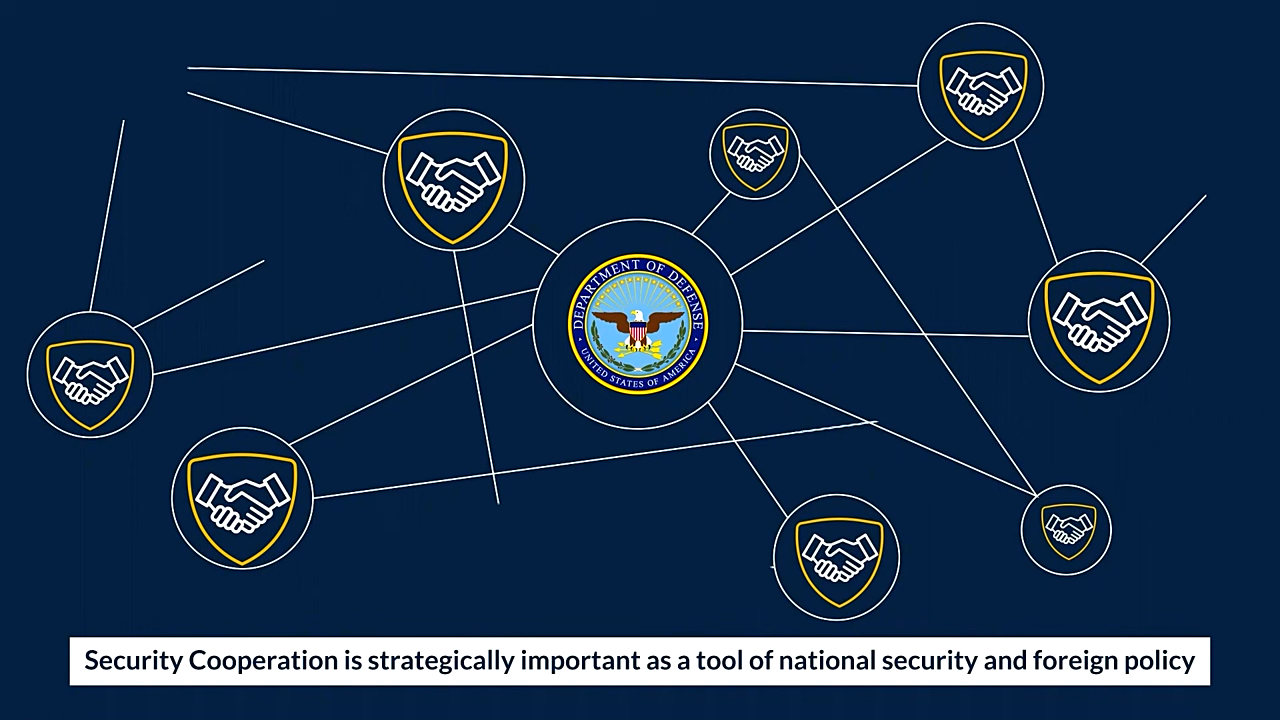 DEPARTMENT OF DEFENSE
UNITED STATES OF AMERICA
Security Cooperation is strategically important as a tool of national security and foreign policy